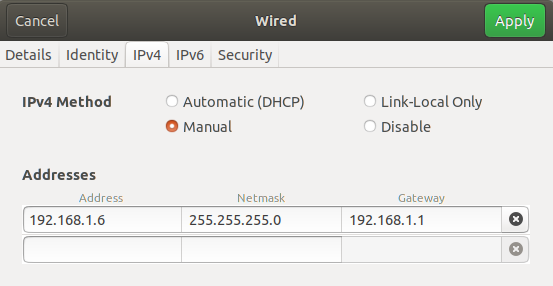 Cancel Wired Apply
Details Identity IPv4 IPv6 Security
IPv4 Method Automatic (DHCP) Link-Local Only
Manual Disable
Addresses
Address Netmask Gateway
192.168.1.6 255.255.255.0 192.168.1.1